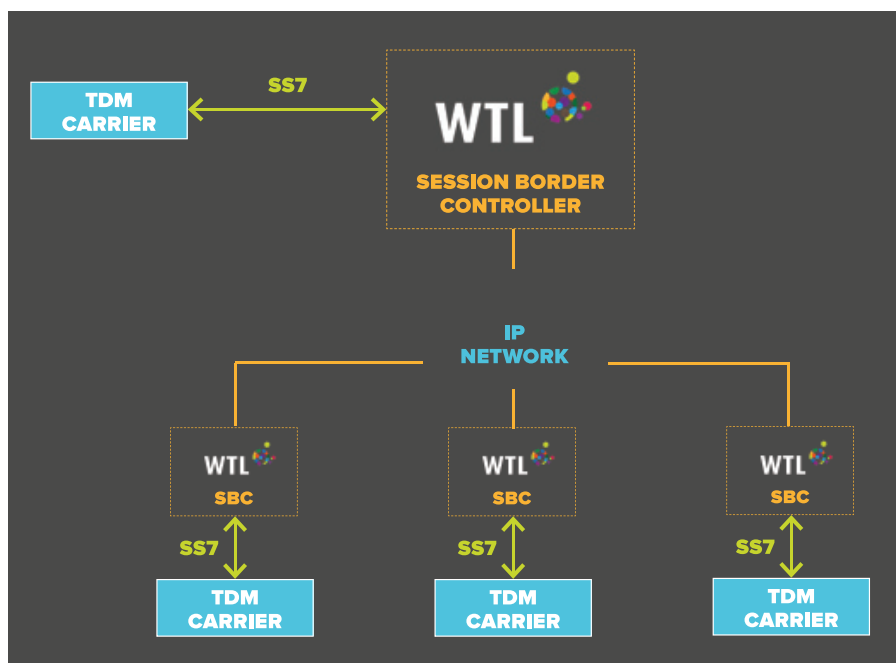 SS7
TDM
CARRIER
WTL
SESSION BORDER
CONTROLLER
IP
NETWORK
WTL
SBC
WTL
SBC
WTL
SBC
SS7
SS7
SS7
TDM
CARRIER
TDM
CARRIER
TDM
CARRIER